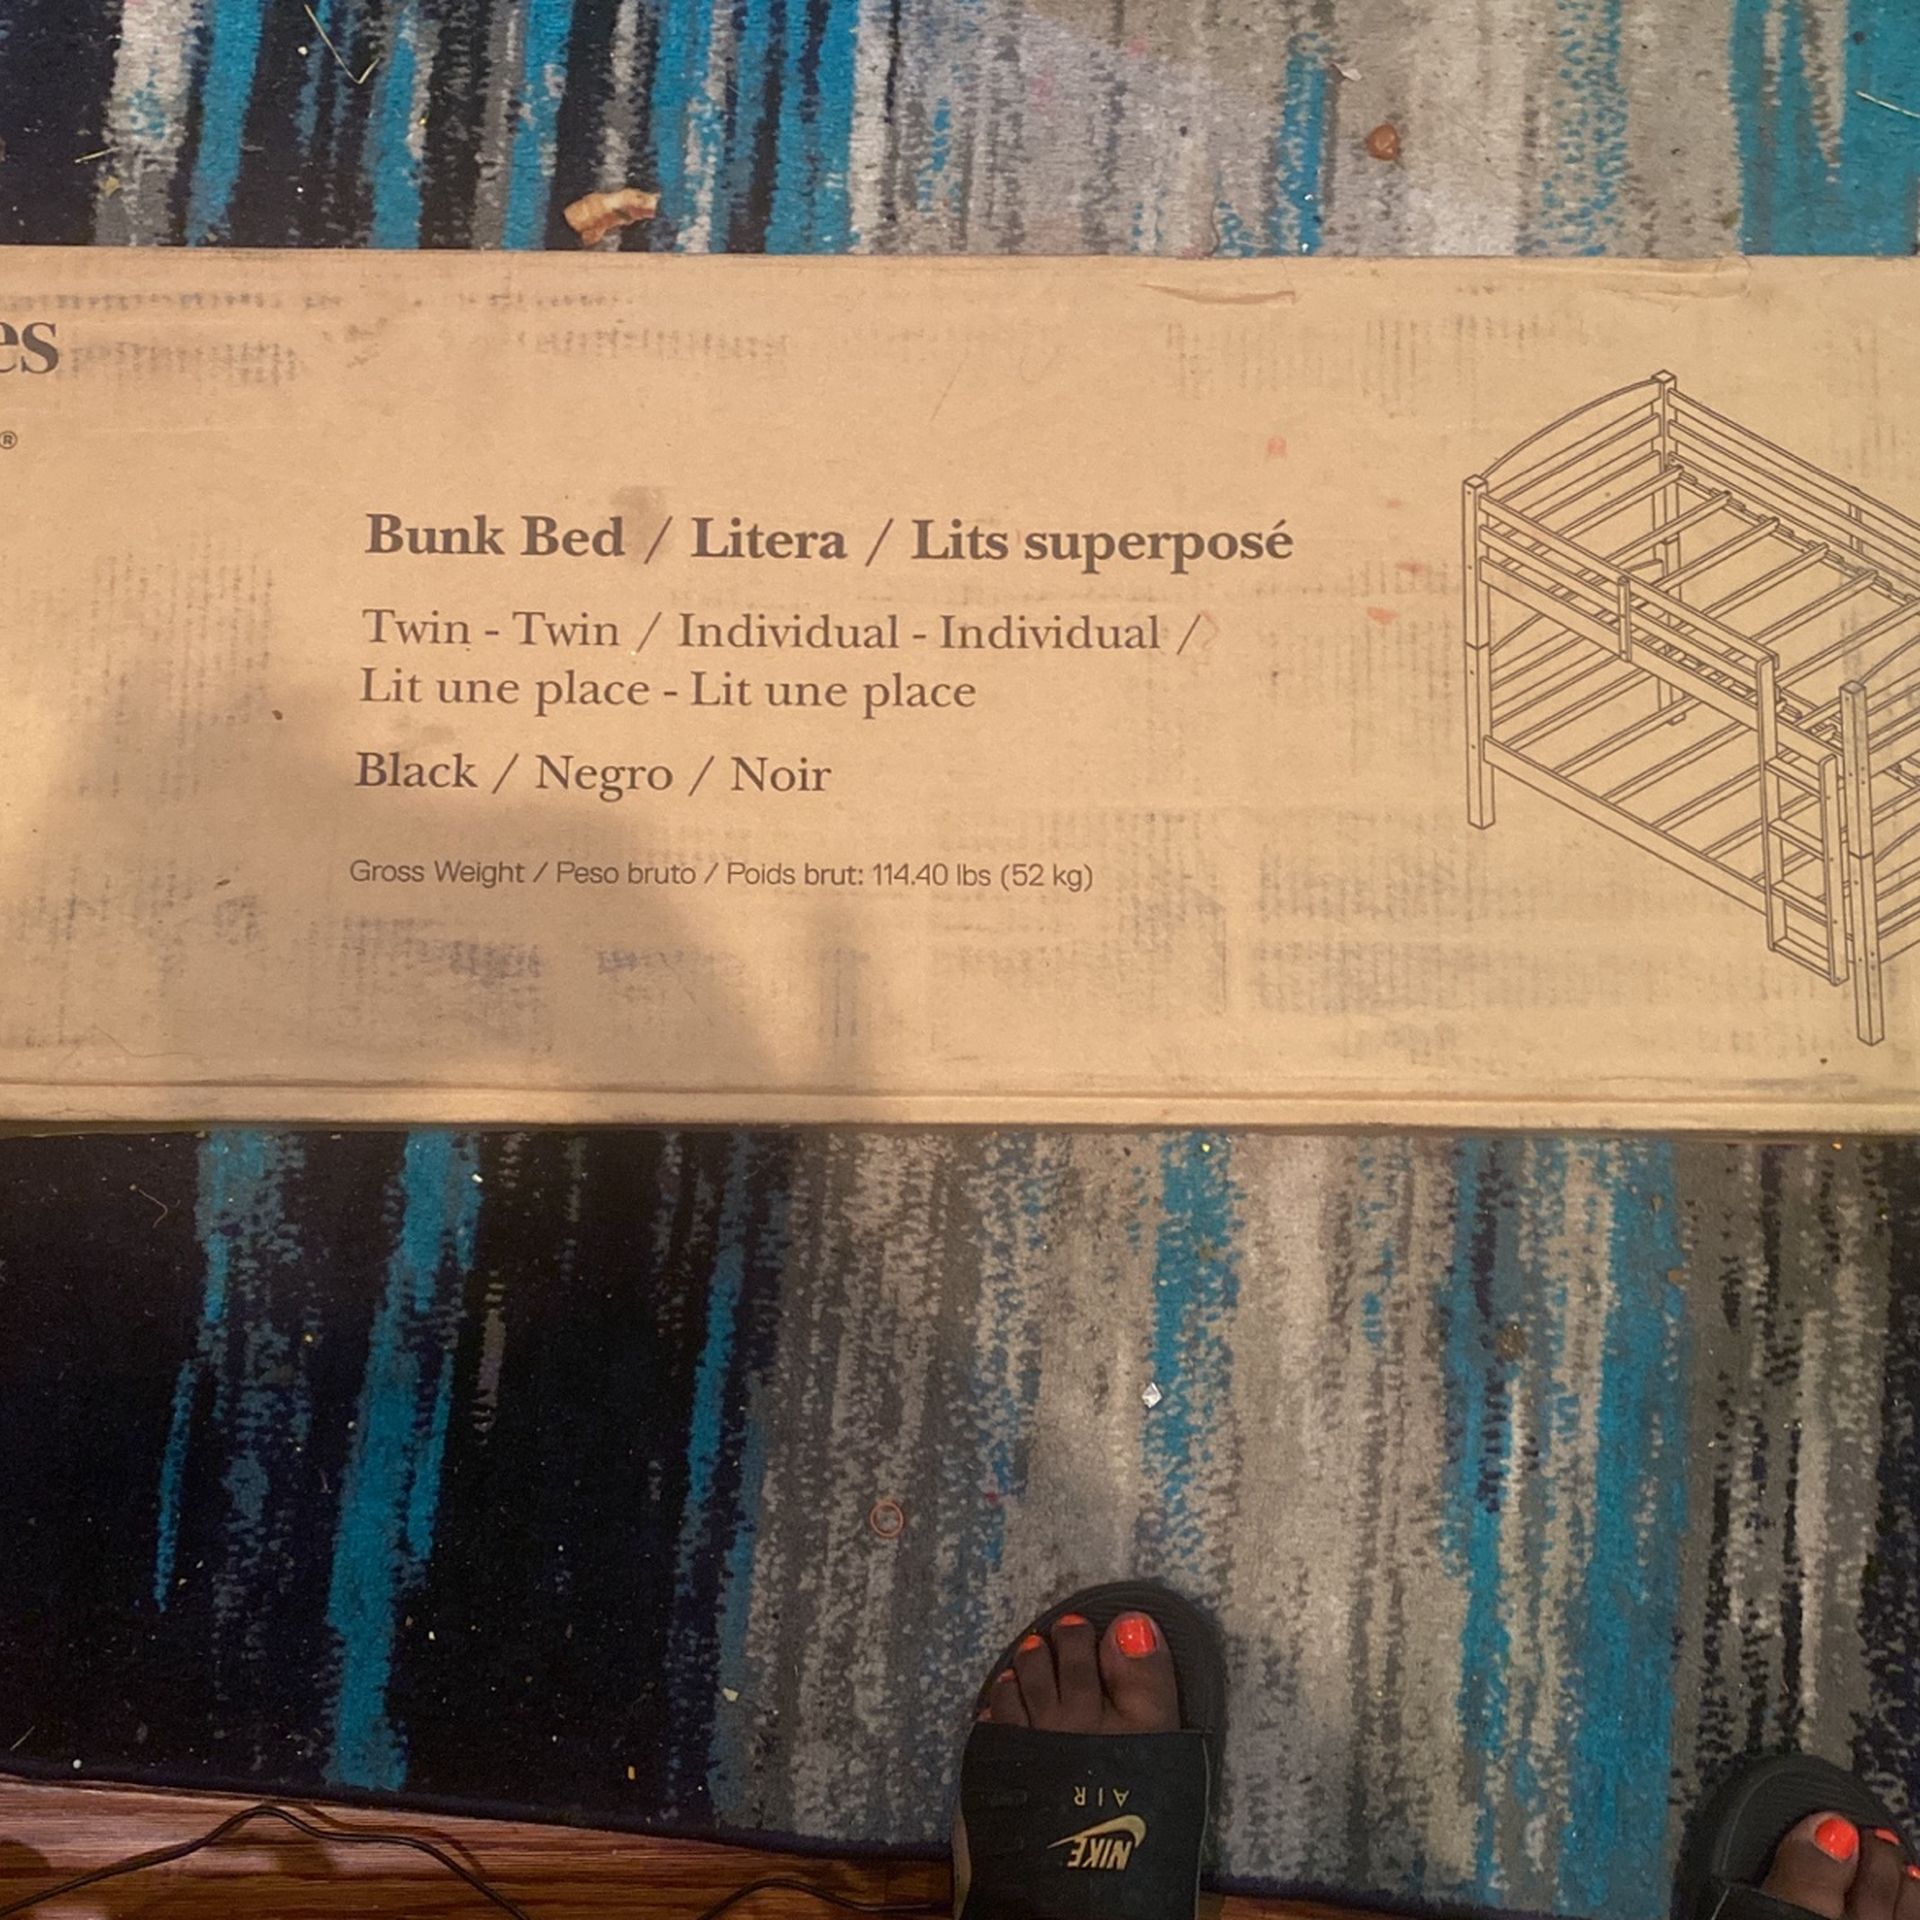 es
®
Bunk Bed / Litera / Lits superposé
Twin - Twin / Individual - Individual /
Lit une place - Lit une place
Black / Negro / Noir
Gross Weight / Peso bruto / Poids brut: 114.40 lbs (52 kg)
AIR
NIKE